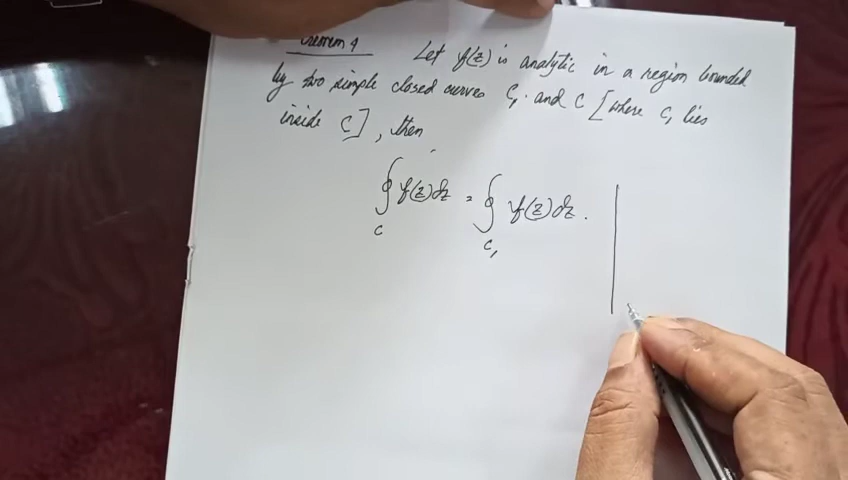 Theorem 4 Let f(z) is analytic in a region bounded
by two simple closed curves C₁ and C [where C₁ lies
inside C], then
∮_C f(z)dz = ∮_C₁ f(z)dz.